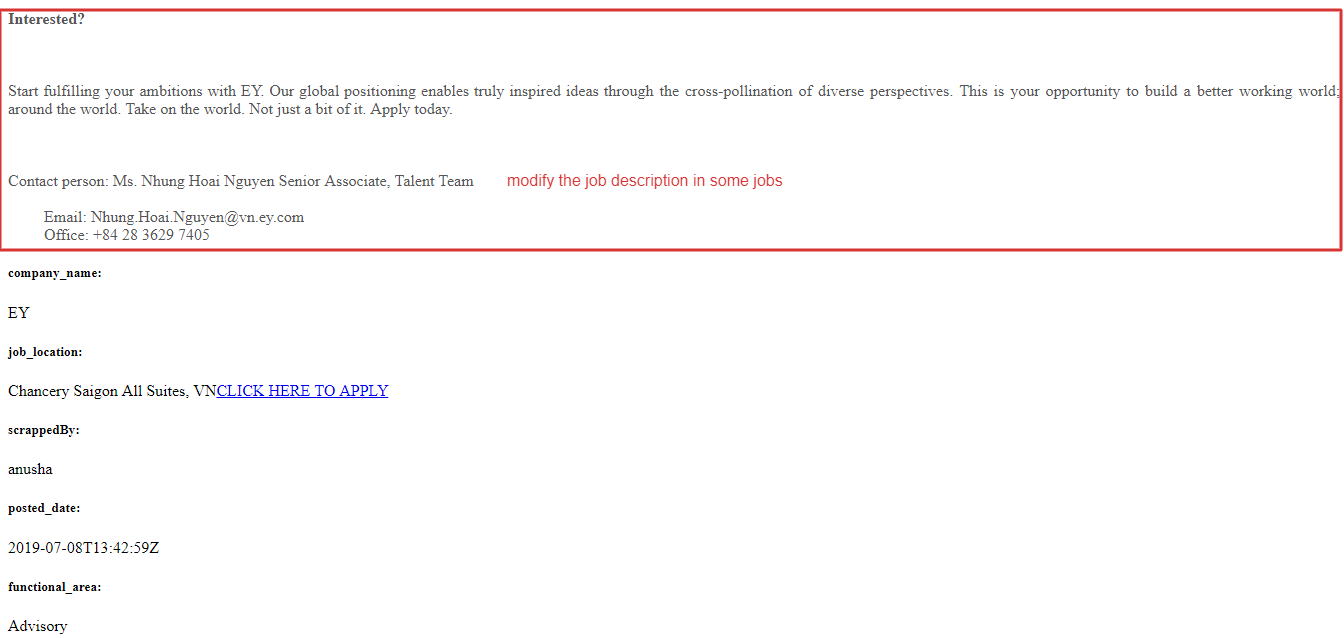 Interested?
Start fulfilling your ambitions with EY. Our global positioning enables truly inspired ideas through the cross-pollination of diverse perspectives. This is your opportunity to build a better working world;
around the world. Take on the world. Not just a bit of it. Apply today.
Contact person: Ms. Nhung Hoai Nguyen Senior Associate, Talent Team
modify the job description in some jobs
Email: Nhung.Hoai.Nguyen@vn.ey.com
Office: +84 28 3629 7405
company_name:
EY
job_location:
Chancery Saigon All Suites, VNCLICK HERE TO APPLY
scrappedBy:
anusha
posted_date:
2019-07-08T13:42:59Z
functional_area:
Advisory